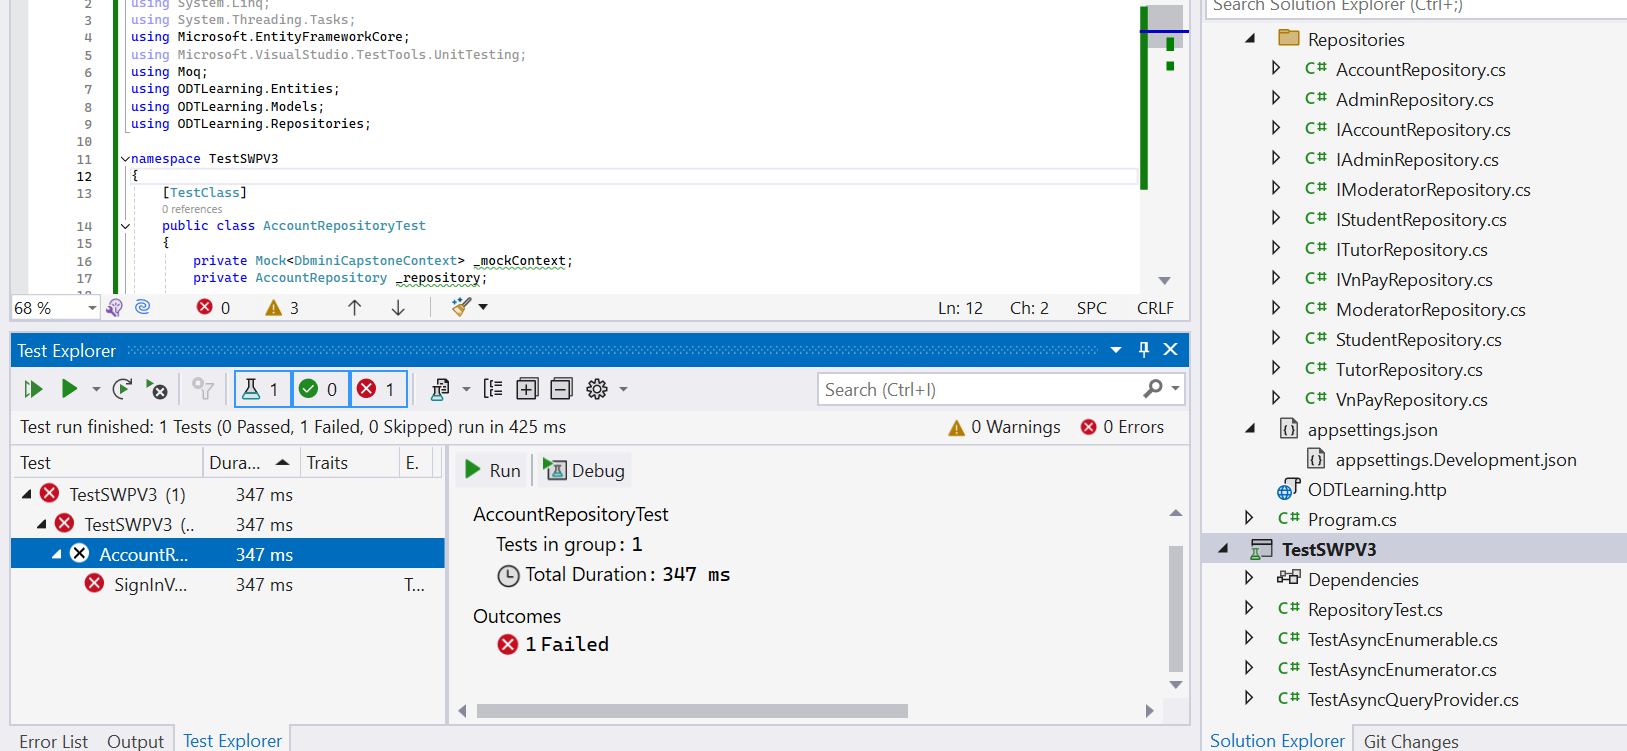 2 using System.Linq;
3 using System.Threading.Tasks;
4 using Microsoft.EntityFrameworkCore;
5 using Microsoft.VisualStudio.TestTools.UnitTesting;
6 using Moq;
7 using ODTLearning.Entities;
8 using ODTLearning.Models;
9 using ODTLearning.Repositories;
10
11 namespace TestSWPV3
12 {
13 [TestClass]
0 references
14 public class AccountRepositoryTest
15 {
16 private Mock<DbminiCapstoneContext> _mockContext;
17 private AccountRepository _repository;
68 % 0 3 Ln: 12 Ch: 2 SPC CRLF
Test Explorer
1 0 1 Search (Ctrl+I)
Test run finished: 1 Tests (0 Passed, 1 Failed, 0 Skipped) run in 425 ms 0 Warnings 0 Errors
Test Dura... Traits E.
TestSWPV3 (1) 347 ms
TestSWPV3 (.. 347 ms
AccountR... 347 ms
SignInV... 347 ms T...
Run Debug
AccountRepositoryTest
Tests in group: 1
Total Duration: 347 ms
Outcomes
1 Failed
Error List Output Test Explorer
Search Solution Explorer (Ctrl+;)
Repositories
C# AccountRepository.cs
C# AdminRepository.cs
C# IAccountRepository.cs
C# IAdminRepository.cs
C# IModeratorRepository.cs
C# IStudentRepository.cs
C# ITutorRepository.cs
C# IVnPayRepository.cs
C# ModeratorRepository.cs
C# StudentRepository.cs
C# TutorRepository.cs
C# VnPayRepository.cs
appsettings.json
appsettings.Development.json
ODTLearning.http
C# Program.cs
TestSWPV3
Dependencies
C# RepositoryTest.cs
C# TestAsyncEnumerable.cs
C# TestAsyncEnumerator.cs
C# TestAsyncQueryProvider.cs
Solution Explorer Git Changes